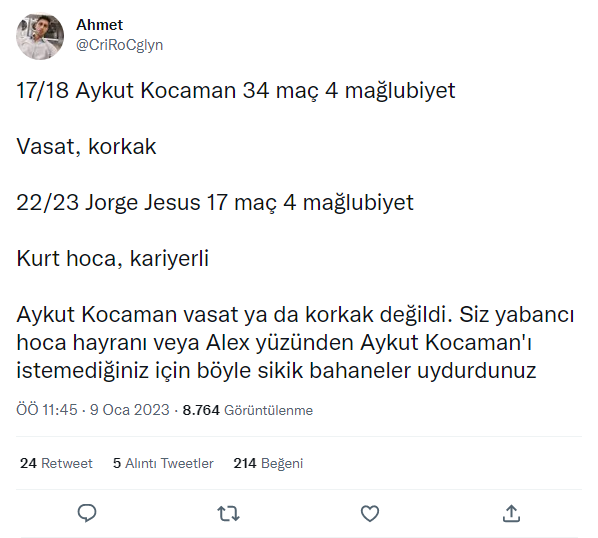 Ahmet
@CriRoCglyn
17/18 Aykut Kocaman 34 maç 4 mağlubiyet
Vasat, korkak
22/23 Jorge Jesus 17 maç 4 mağlubiyet
Kurt hoca, kariyerli
Aykut Kocaman vasat ya da korkak değildi. Siz yabancı
hoca hayranı veya Alex yüzünden Aykut Kocaman'ı
istemediğiniz için böyle sikik bahaneler uydurdunuz
ÖÖ 11:45 · 9 Oca 2023 · 8.764 Görüntülenme
24 Retweet 5 Alıntı Tweetler 214 Beğeni